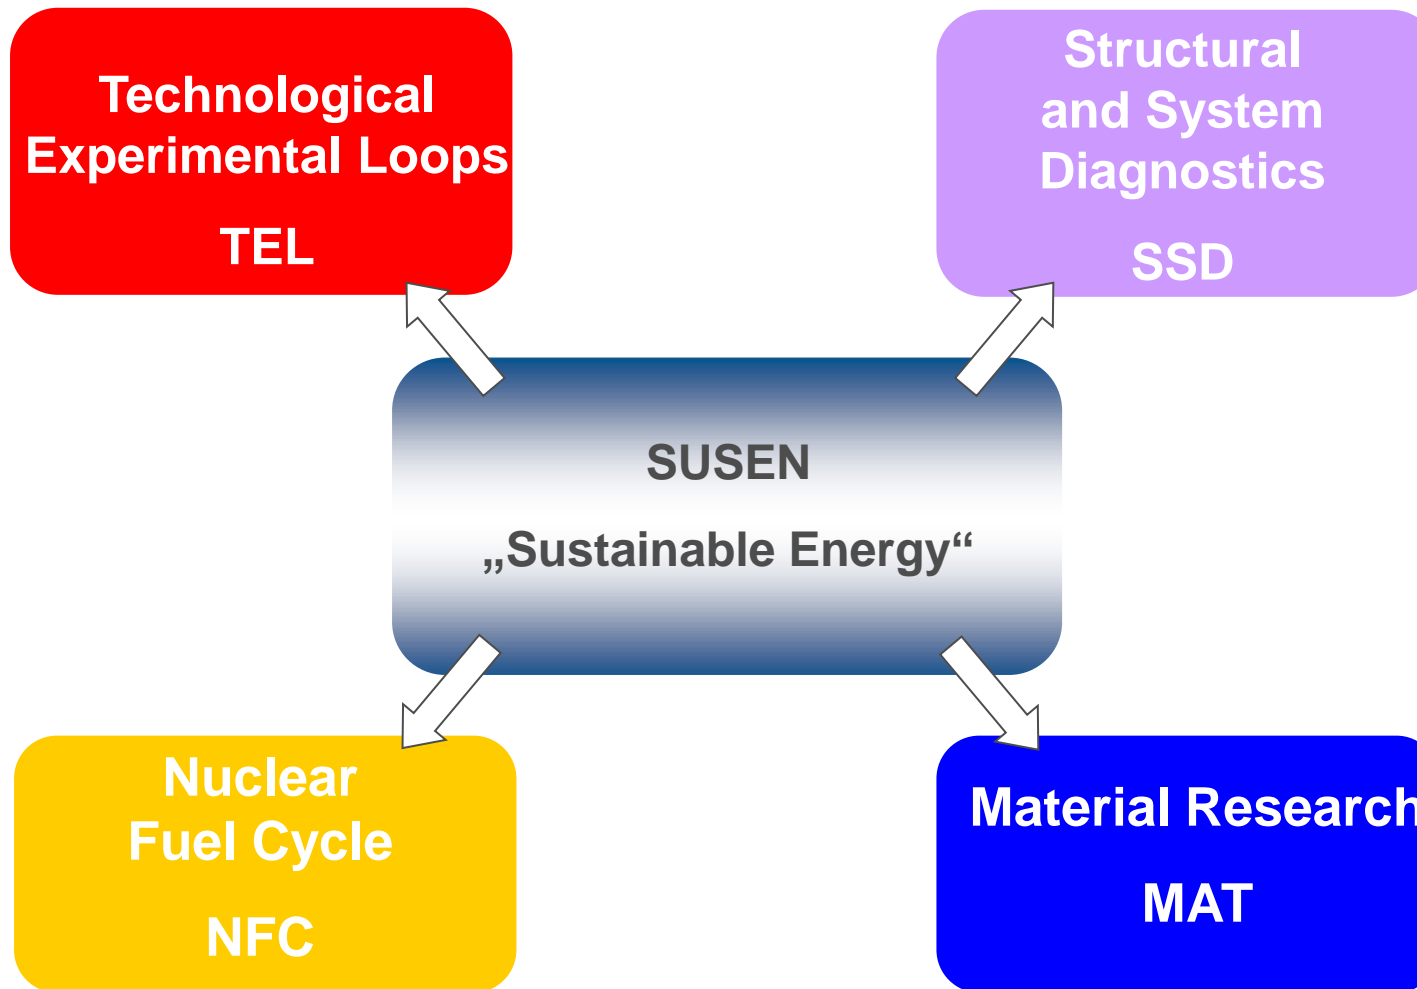 Technological
Experimental Loops
TEL
Structural
and System
Diagnostics
SSD
SUSEN
„Sustainable Energy“
Nuclear
Fuel Cycle
NFC
Material Research
MAT